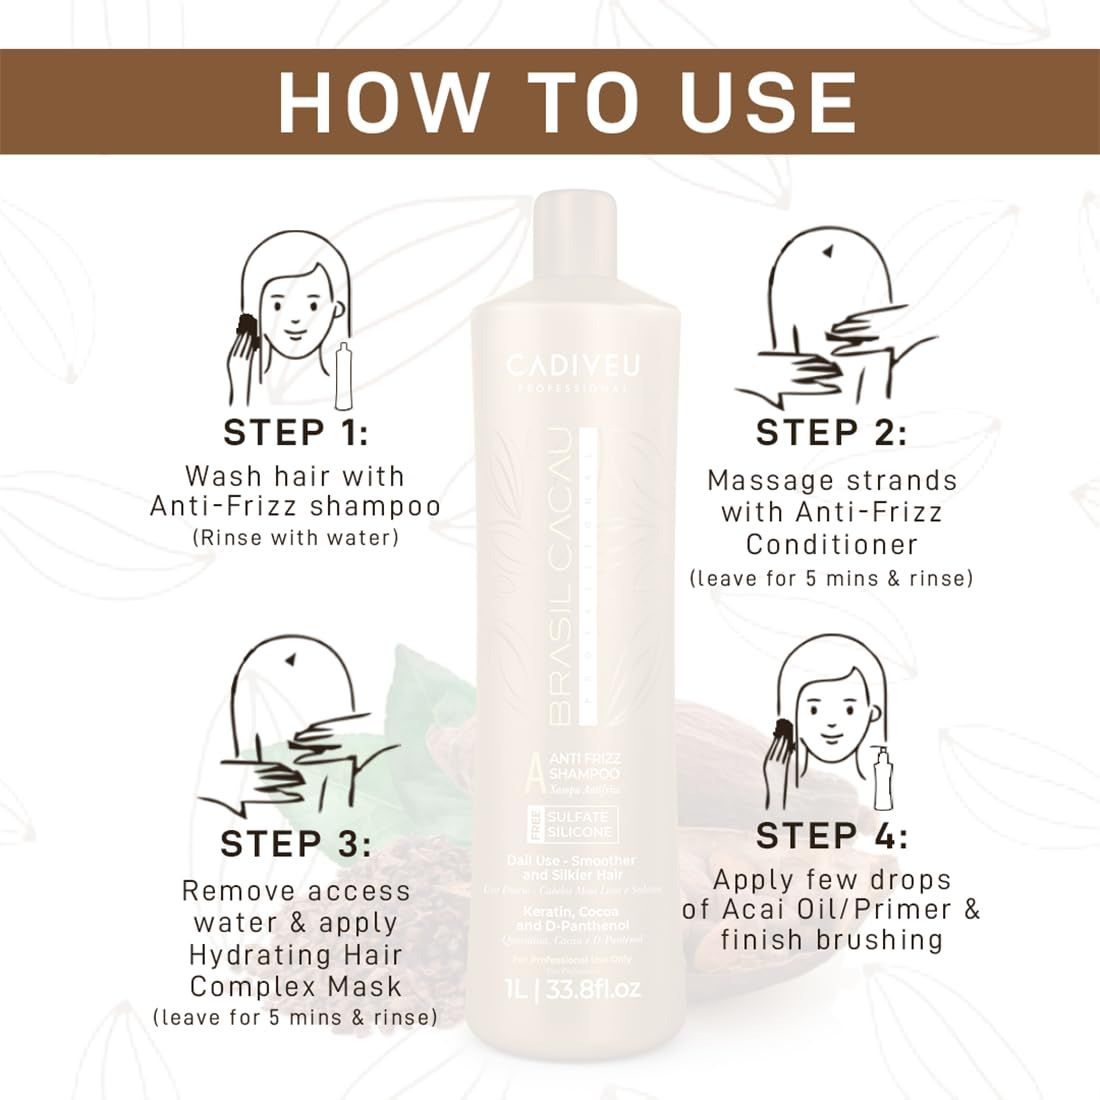 HOW TO USE
STEP 1:
Wash hair with
Anti-Frizz shampoo
(Rinse with water)
STEP 2:
Massage strands
with Anti-Frizz
Conditioner
(leave for 5 mins & rinse)
STEP 3:
Remove access
water & apply
Hydrating Hair
Complex Mask
(leave for 5 mins & rinse)
STEP 4:
Apply few drops
of Acai Oil/Primer &
finish brushing
CADIVEU
PROFESSIONAL
BRASIL CACAU
PROFESSIONAL
A
ANTI FRIZZ
SHAMPOO
Xampu Antifrizz
FREE
SULFATE
SILICONE
Dail Use - Smoother
and Silkier Hair
Uso Diário - Cabelos Mais Lisos e Sedosos
Keratin, Cocoa
and D-Panthenol
Queratina, Cacau e D-Pantenol
For Professional Use Only
1L | 33.8fl.oz